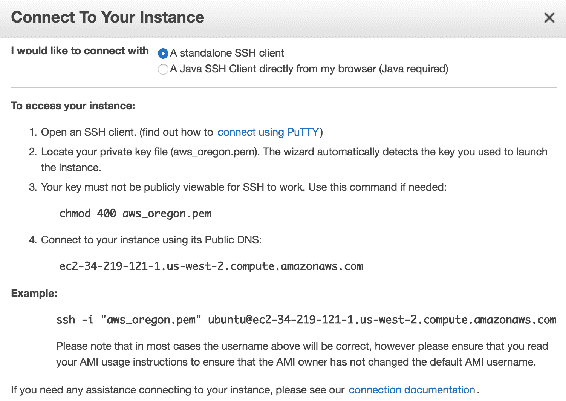 Connect To Your Instance
I would like to connect with
A standalone SSH client
A Java SSH Client directly from my browser (Java required)
To access your instance:
1. Open an SSH client. (find out how to connect using PuTTY)
2. Locate your private key file (aws_oregon.pem). The wizard automatically detects the key you used to launch
the instance.
3. Your key must not be publicly viewable for SSH to work. Use this command if needed:
chmod 400 aws_oregon.pem
4. Connect to your instance using its Public DNS:
ec2-34-219-121-1.us-west-2.compute.amazonaws.com
Example:
ssh -i "aws_oregon.pem" ubuntu@ec2-34-219-121-1.us-west-2.compute.amazonaws.com
Please note that in most cases the username above will be correct, however please ensure that you read
your AMI usage instructions to ensure that the AMI owner has not changed the default AMI username.
If you need any assistance connecting to your instance, please see our connection documentation.